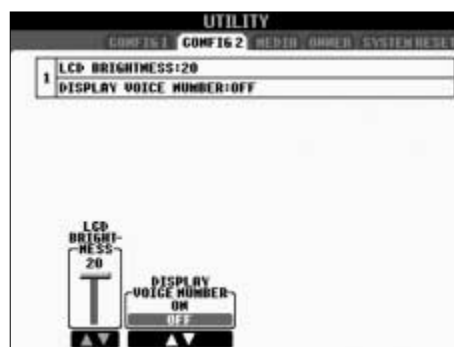 UTILITY
CONFIG 1 CONFIG 2 MEDIA OWNER SYSTEM RESET
1 LCD BRIGHTNESS:20
DISPLAY VOICE NUMBER:OFF
LCD
BRIGHT-
NESS
20
DISPLAY
VOICE NUMBER
ON
OFF